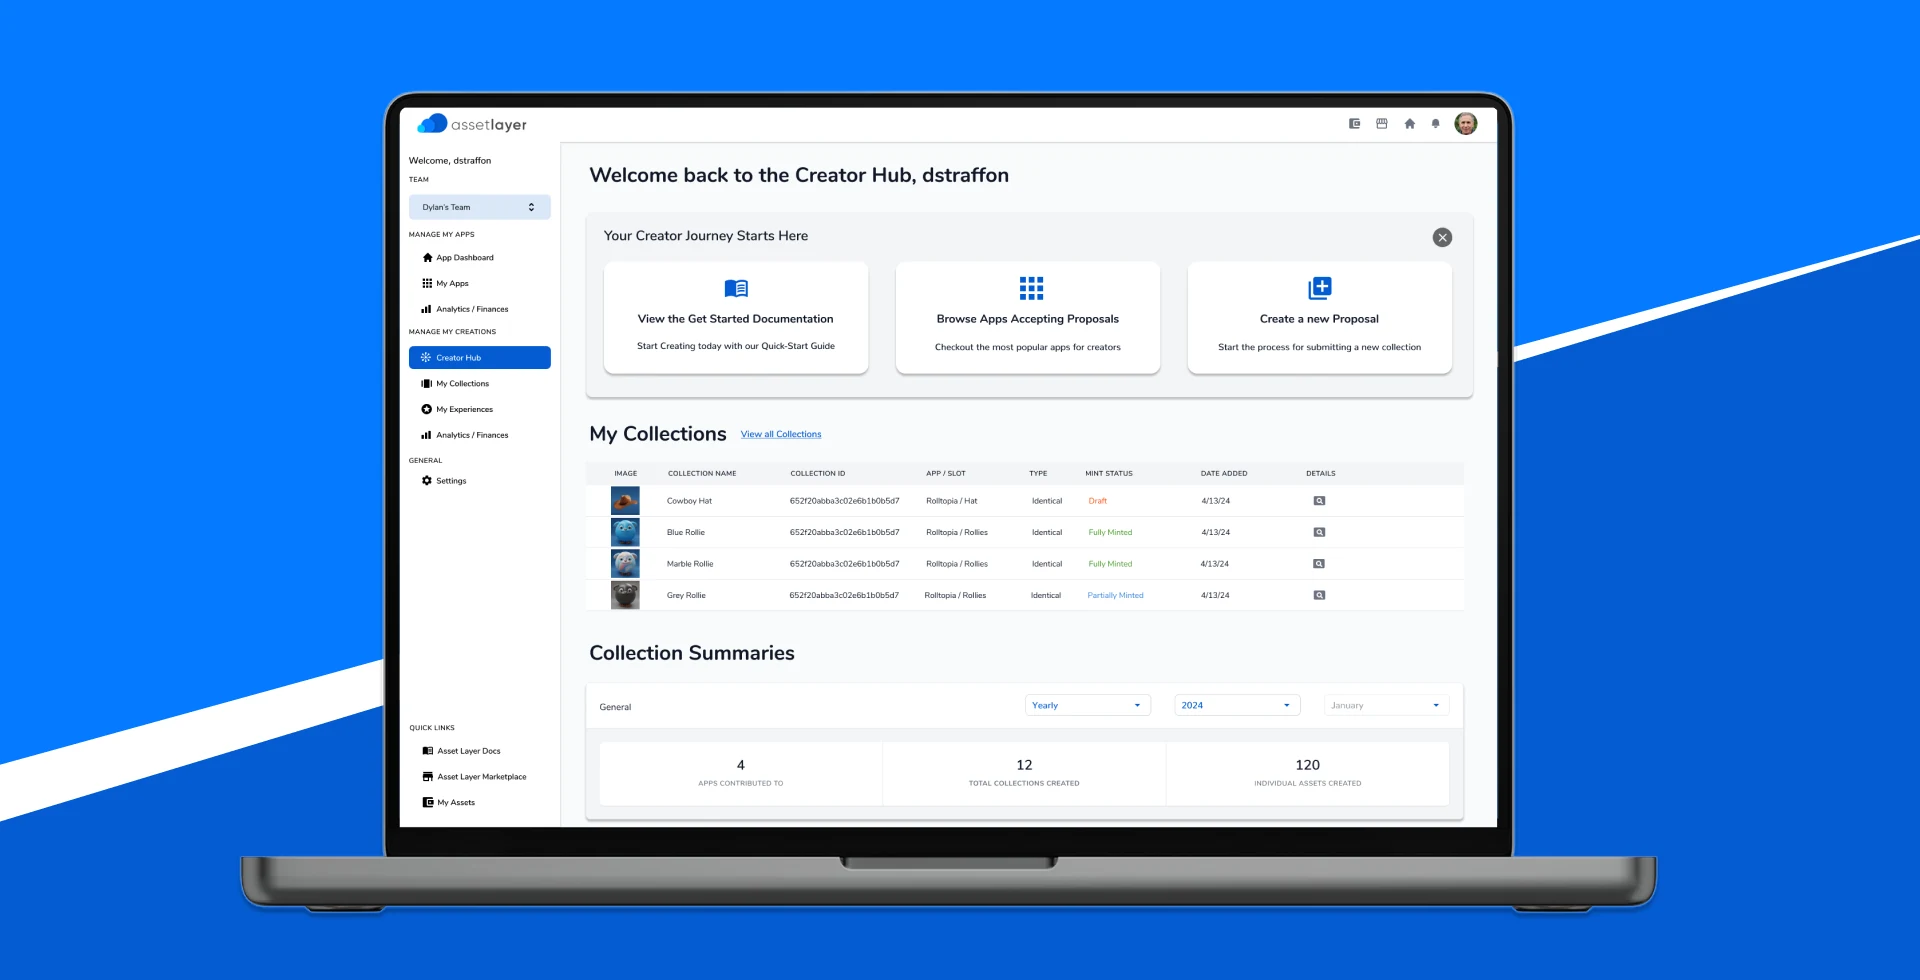 assetlayer
Welcome, dstraffon
TEAM
Dylan's Team
MANAGE MY APPS
App Dashboard
My Apps
Analytics / Finances
MANAGE MY CREATIONS
Creator Hub
My Collections
My Experiences
Analytics / Finances
GENERAL
Settings
QUICK LINKS
Asset Layer Docs
Asset Layer Marketplace
My Assets
Welcome back to the Creator Hub, dstraffon
Your Creator Journey Starts Here
View the Get Started Documentation
Start Creating today with our Quick-Start Guide
Browse Apps Accepting Proposals
Checkout the most popular apps for creators
Create a new Proposal
Start the process for submitting a new collection
My Collections View all Collections
IMAGE COLLECTION NAME COLLECTION ID APP / SLOT TYPE MINT STATUS DATE ADDED DETAILS
Cowboy Hat 652f20abba3c02e6b1b0b5d7 Rolltopia / Hat Identical Draft 4/13/24
Blue Rollie 652f20abba3c02e6b1b0b5d7 Rolltopia / Rollies Identical Fully Minted 4/13/24
Marble Rollie 652f20abba3c02e6b1b0b5d7 Rolltopia / Rollies Identical Fully Minted 4/13/24
Grey Rollie 652f20abba3c02e6b1b0b5d7 Rolltopia / Rollies Identical Partially Minted 4/13/24
Collection Summaries
General Yearly 2024 January
4 12 120
APPS CONTRIBUTED TO TOTAL COLLECTIONS CREATED INDIVIDUAL ASSETS CREATED